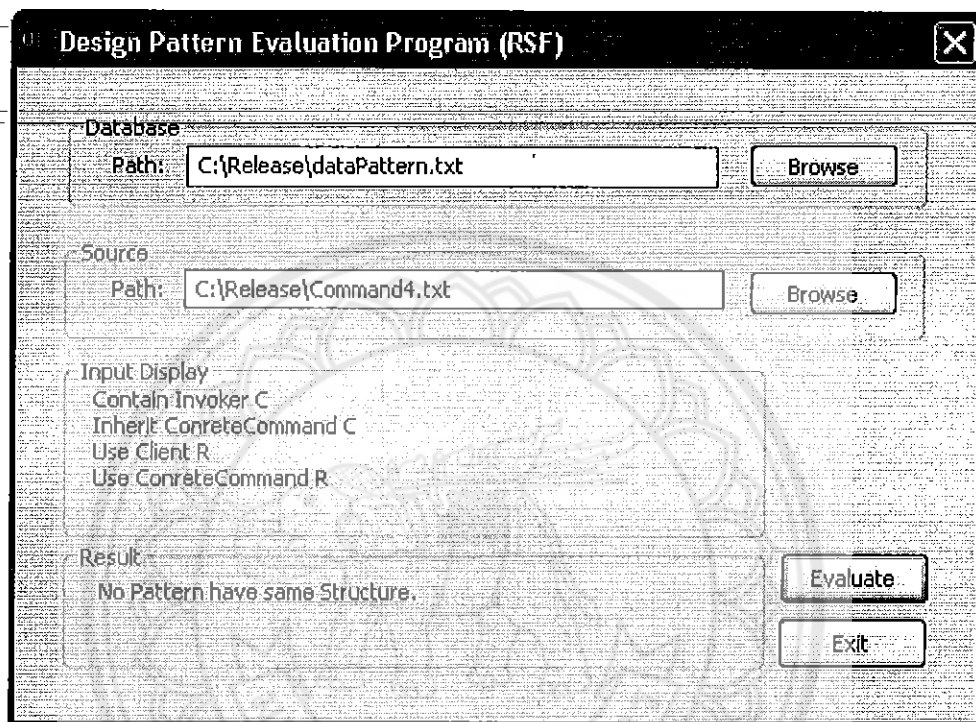 Design Pattern Evaluation Program (RSF)
Database
Path: C:\Release\dataPattern.txt Browse
Source
Path: C:\Release\Command4.txt Browse
Input Display
Contain Invoker C
Inherit ConreteCommand C
Use Client R
Use ConreteCommand R
Result
No Pattern have same Structure.
Evaluate
Exit